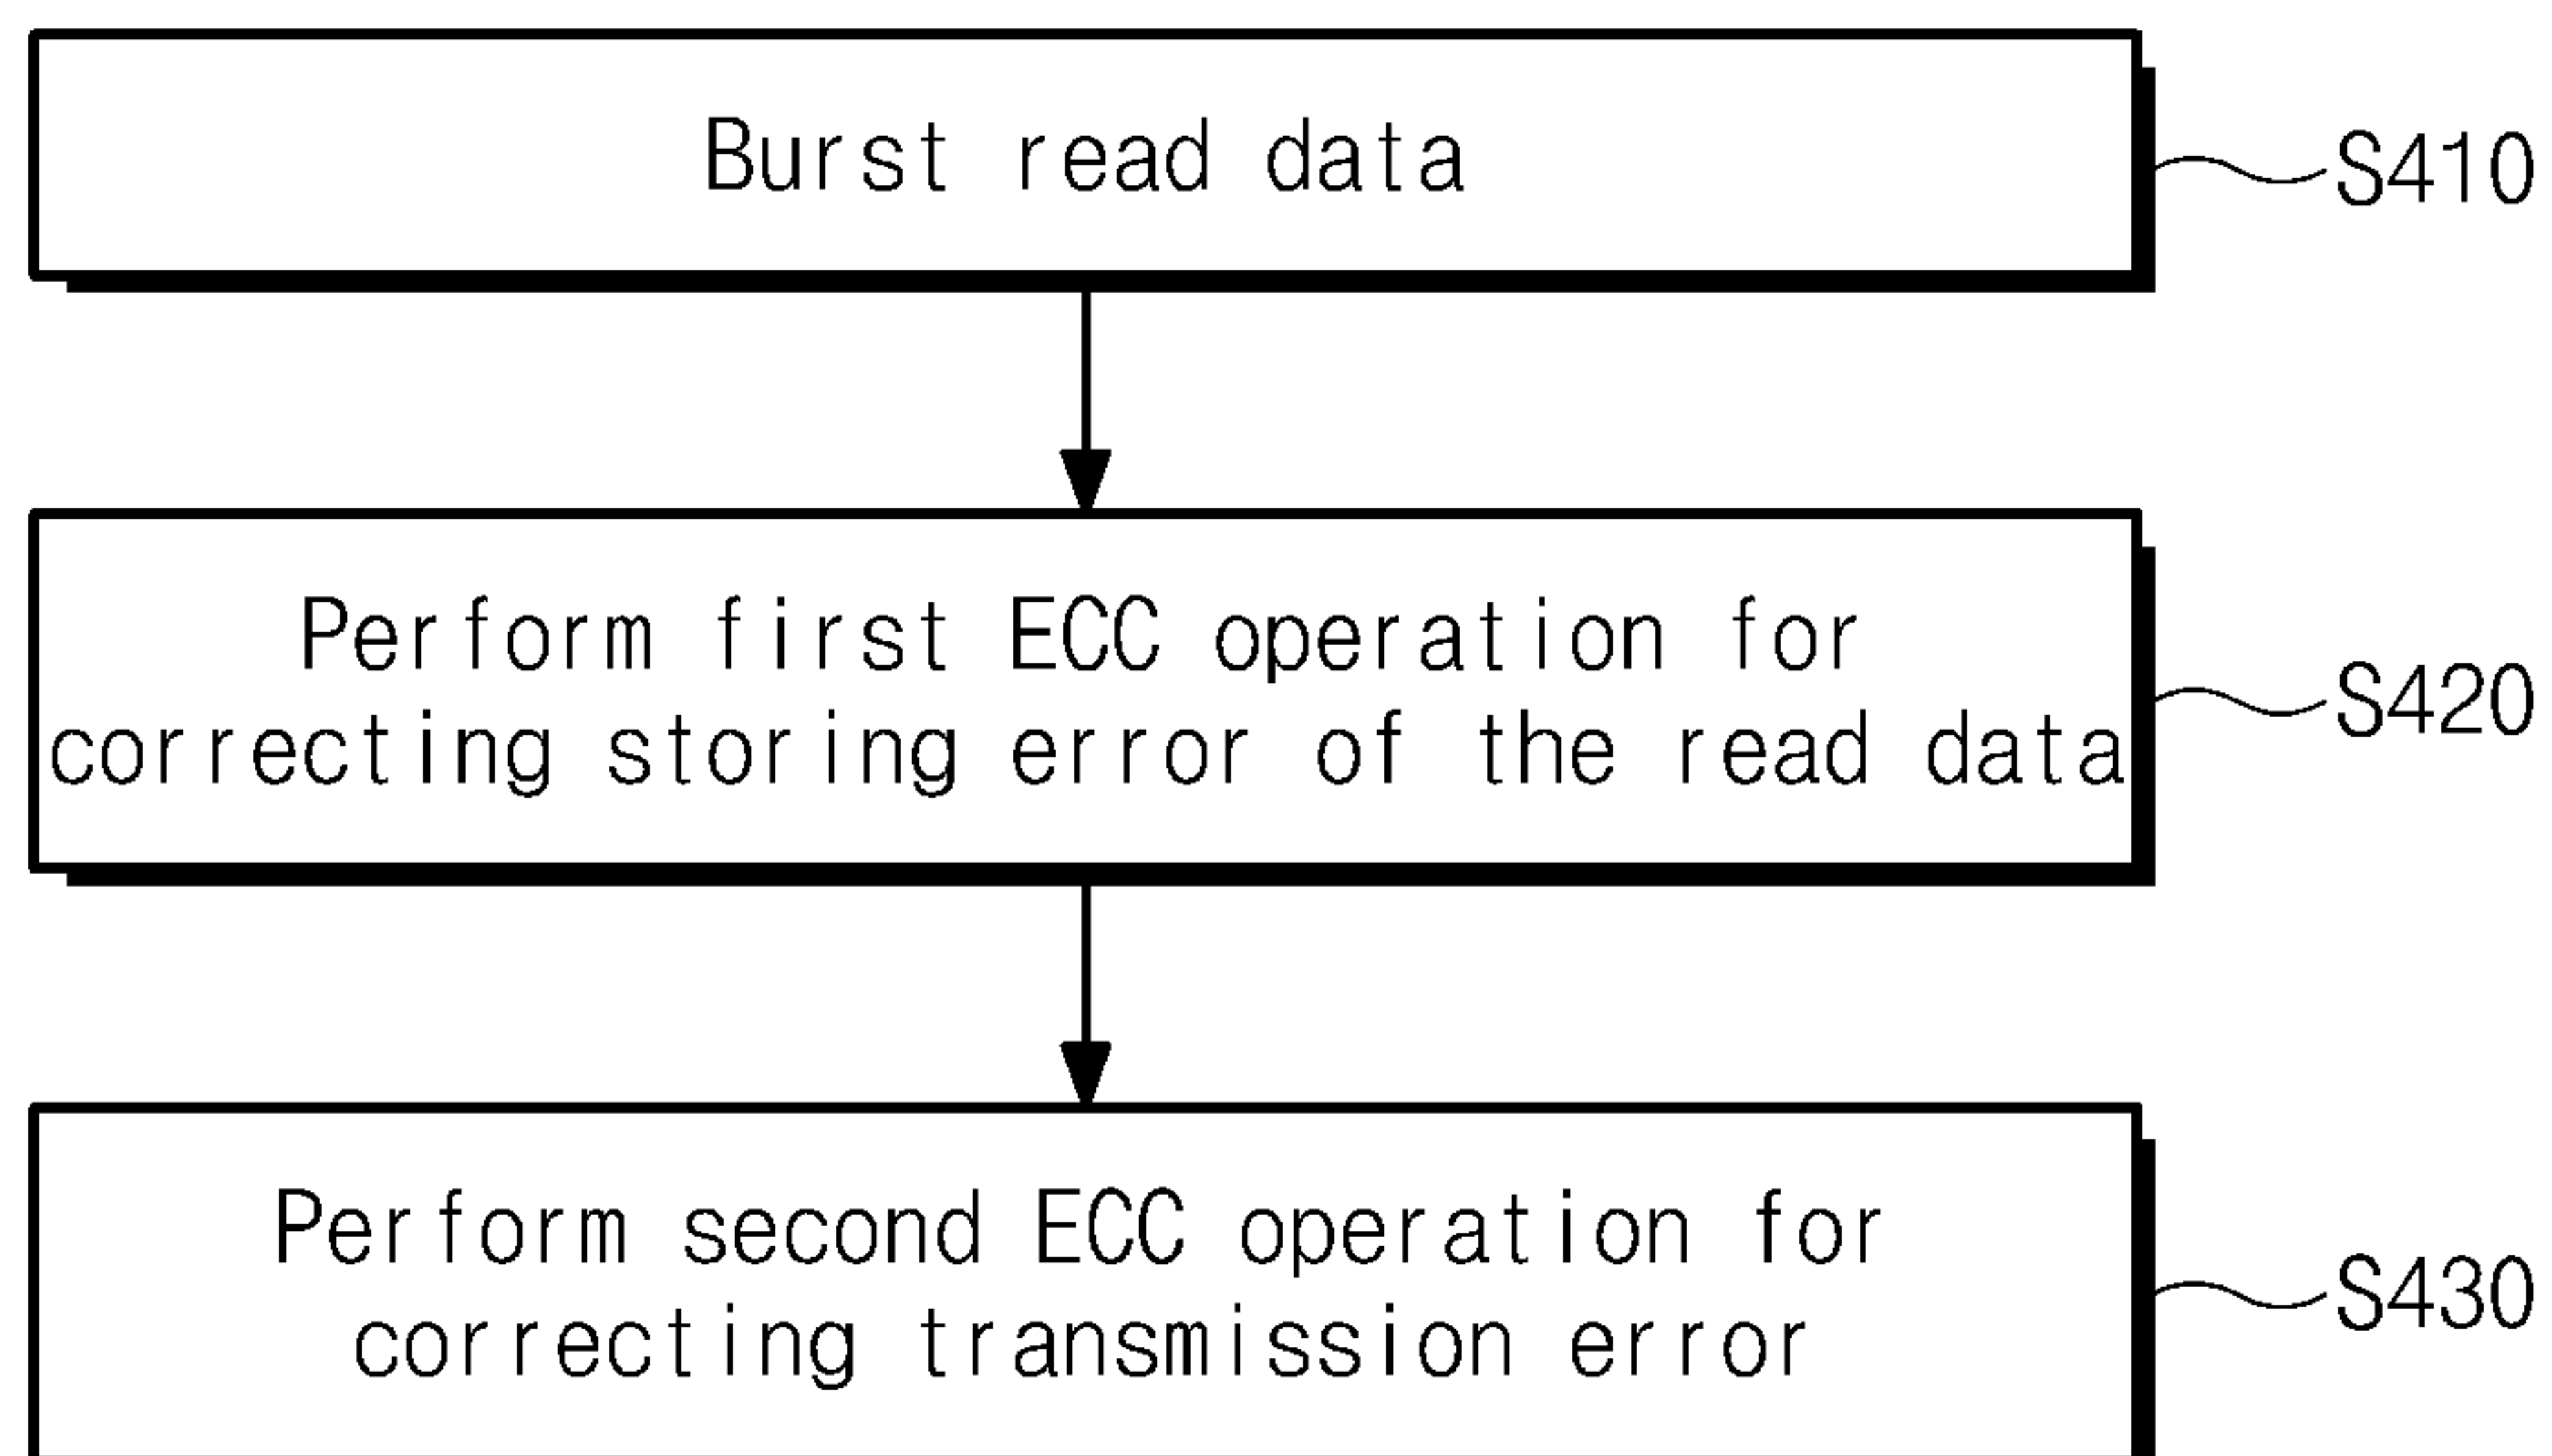 Burst read data
S410
Perform first ECC operation for
correcting storing error of the read data
S420
Perform second ECC operation for
correcting transmission error
S430